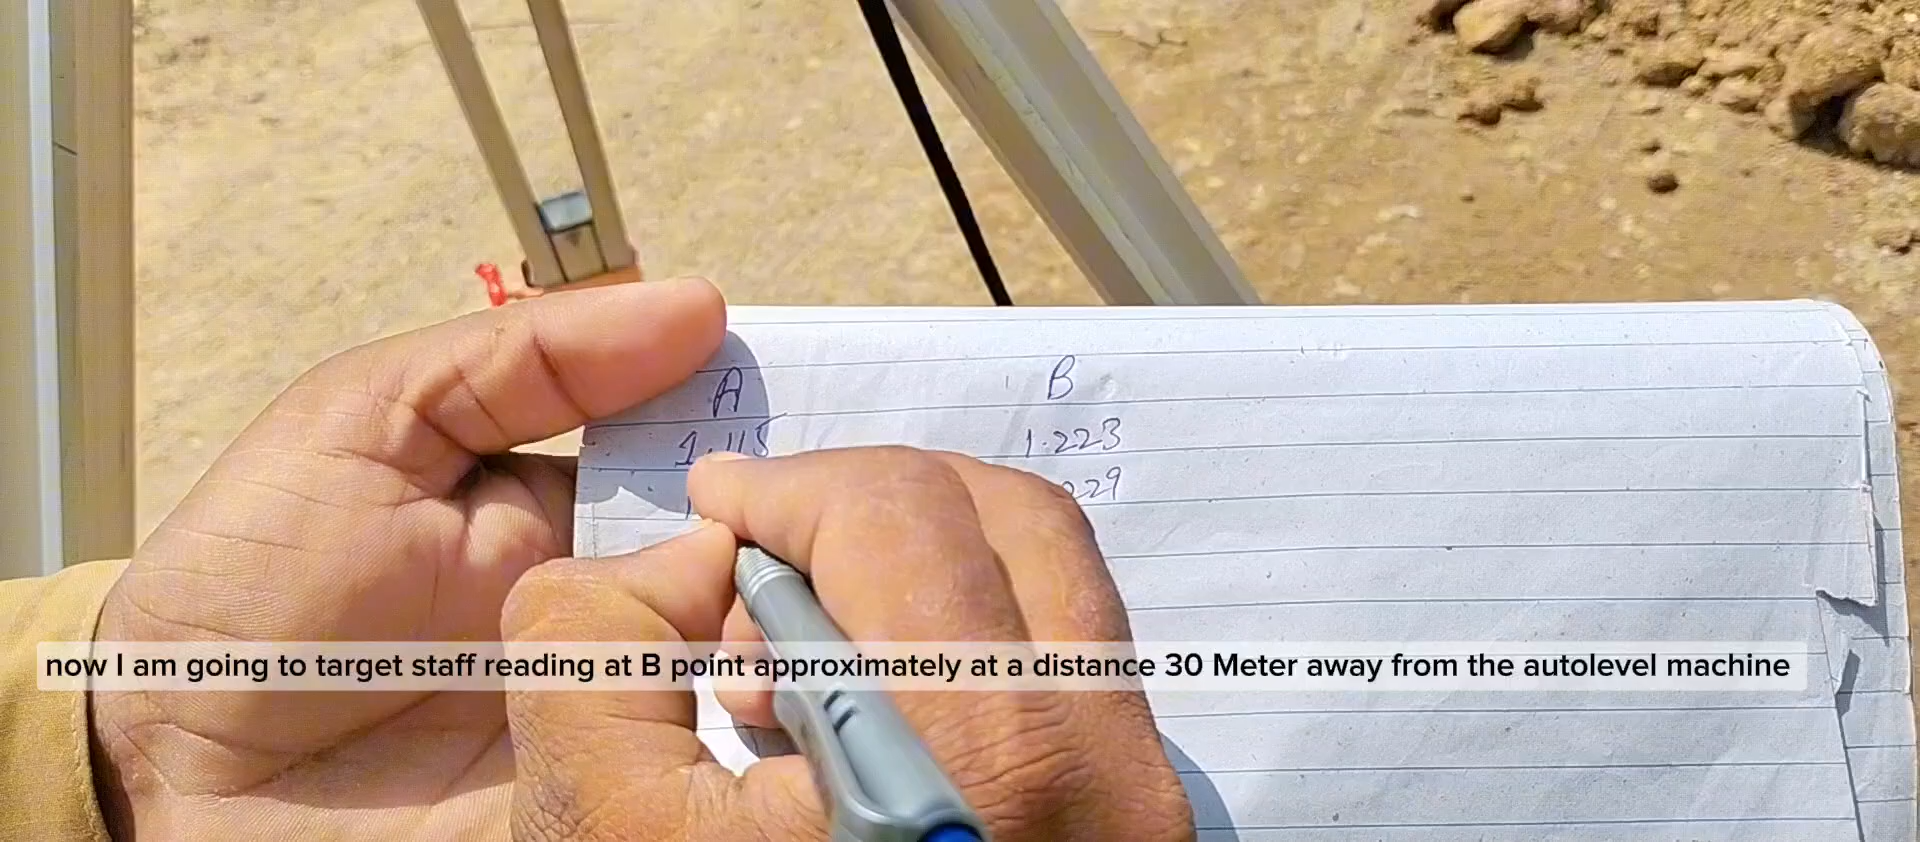 A B
1.115 1.223
229
now I am going to target staff reading at B point approximately at a distance 30 Meter away from the autolevel machine